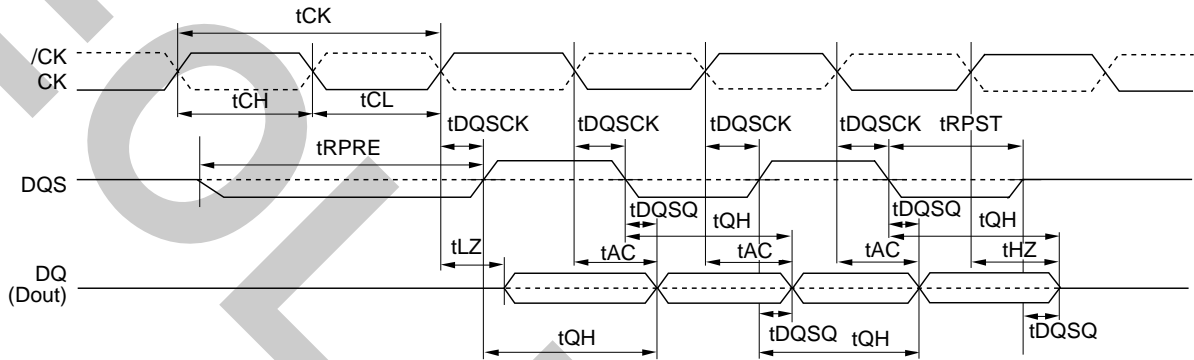 tCK
/CK
CK
tCH
tCL
tDQSCK
tDQSCK
tDQSCK
tDQSCK
tRPST
tRPRE
DQS
tDQSQ
tDQSQ
tQH
tQH
tLZ
tAC
tAC
tAC
tHZ
DQ
(Dout)
tDQSQ
tDQSQ
tQH
tQH